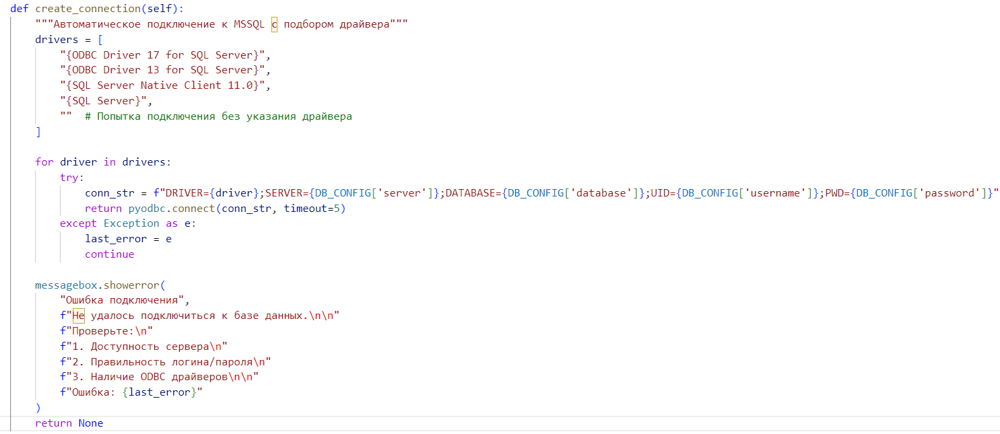 def create_connection(self):
    """Автоматическое подключение к MSSQL с подбором драйвера"""
    drivers = [
        "{ODBC Driver 17 for SQL Server}",
        "{ODBC Driver 13 for SQL Server}",
        "{SQL Server Native Client 11.0}",
        "{SQL Server}",
        ""  # Попытка подключения без указания драйвера
    ]

    for driver in drivers:
        try:
            conn_str = f"DRIVER={driver};SERVER={DB_CONFIG['server']};DATABASE={DB_CONFIG['database']};UID={DB_CONFIG['username']};PWD={DB_CONFIG['password']}"
            return pyodbc.connect(conn_str, timeout=5)
        except Exception as e:
            last_error = e
            continue

    messagebox.showerror(
        "Ошибка подключения",
        f"Не удалось подключиться к базе данных.\n\n"
        f"Проверьте:\n"
        f"1. Доступность сервера\n"
        f"2. Правильность логина/пароля\n"
        f"3. Наличие ODBC драйверов\n\n"
        f"Ошибка: {last_error}"
    )
    return None